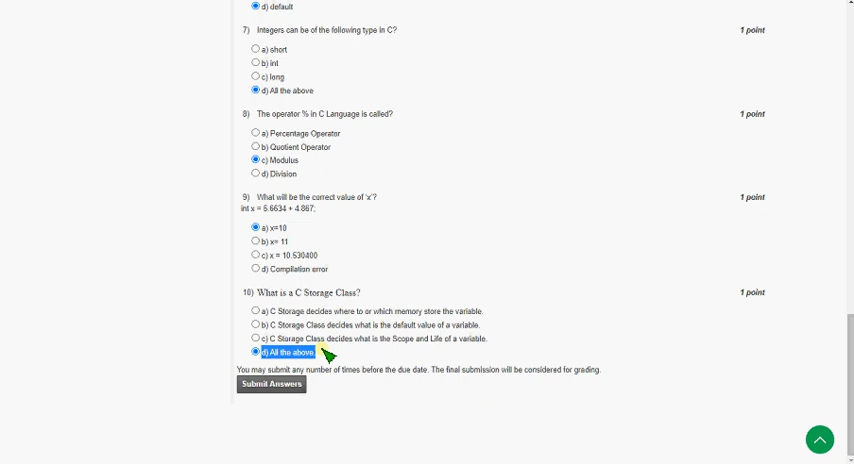 d) default
7) Integers can be of the following type in C? 1 point
a) short
b) int
c) long
d) All the above
8) The operator % in C Language is called? 1 point
a) Percentage Operator
b) Quotient Operator
c) Modulus
d) Division
9) What will be the correct value of 'x'? 1 point
int x = 5.6634 + 4.867;
a) x=10
b) x= 11
c) x = 10.530400
d) Compilation error
10) What is a C Storage Class? 1 point
a) C Storage decides where to or which memory store the variable.
b) C Storage Class decides what is the default value of a variable.
c) C Storage Class decides what is the Scope and Life of a variable.
d) All the above.
You may submit any number of times before the due date. The final submission will be considered for grading.
Submit Answers